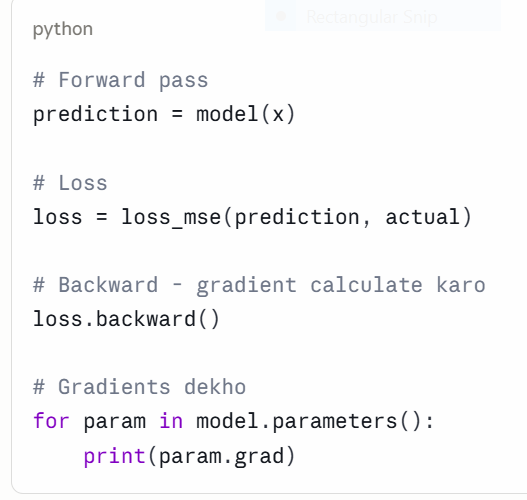 Rectangular Snip
python
# Forward pass
prediction = model(x)
# Loss
loss = loss_mse(prediction, actual)
# Backward - gradient calculate karo
loss.backward()
# Gradients dekho
for param in model.parameters():
    print(param.grad)